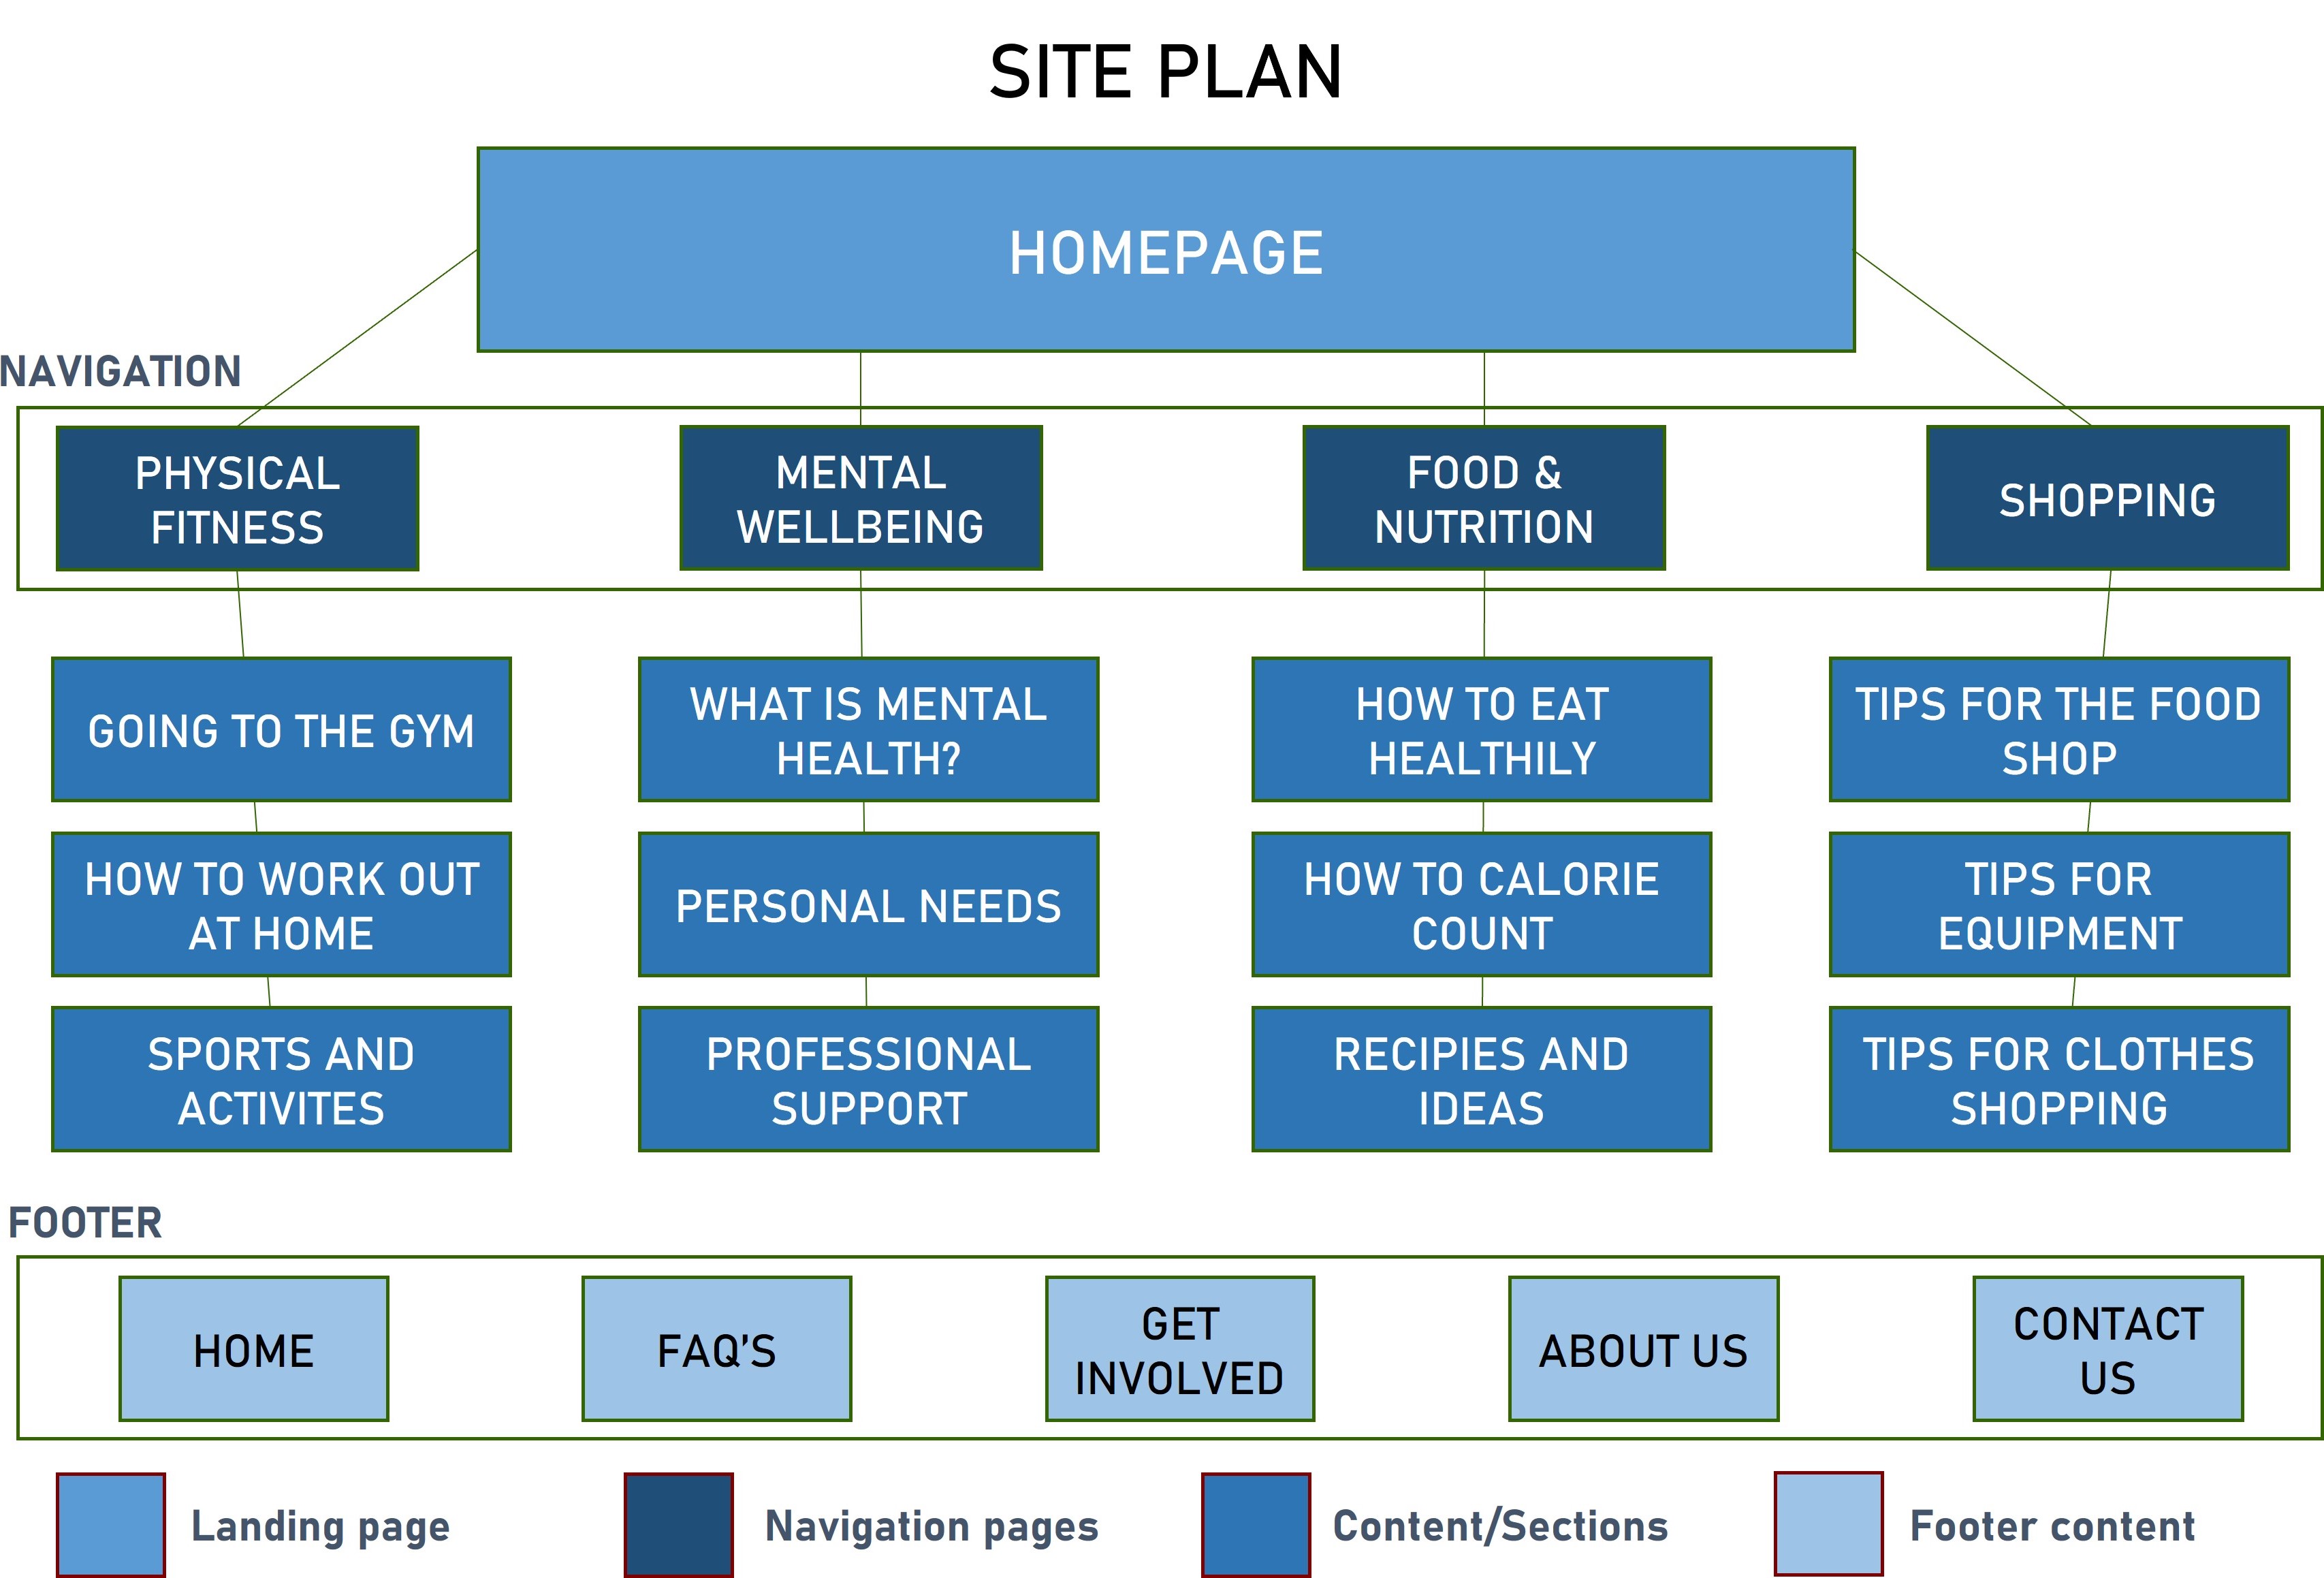 SITE PLAN
HOMEPAGE
NAVIGATION
PHYSICAL
FITNESS
MENTAL
WELLBEING
FOOD &
NUTRITION
SHOPPING
GOING TO THE GYM
WHAT IS MENTAL
HEALTH?
HOW TO EAT
HEALTHILY
TIPS FOR THE FOOD
SHOP
HOW TO WORK OUT
AT HOME
PERSONAL NEEDS
HOW TO CALORIE
COUNT
TIPS FOR
EQUIPMENT
SPORTS AND
ACTIVITES
PROFESSIONAL
SUPPORT
RECIPIES AND
IDEAS
TIPS FOR CLOTHES
SHOPPING
FOOTER
HOME
FAQ’S
GET
INVOLVED
ABOUT US
CONTACT
US
Landing page
Navigation pages
Content/Sections
Footer content